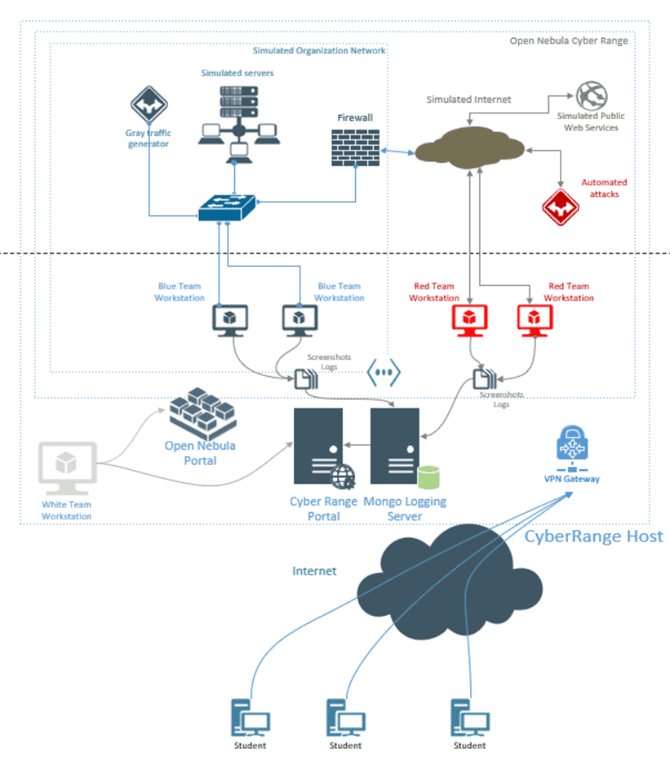 Open Nebula Cyber Range
Simulated Organization Network
Simulated servers
Gray traffic
generator
Firewall
Simulated Internet
Simulated Public
Web Services
Automated
attacks
Blue Team
Workstation
Blue Team
Workstation
Red Team
Workstation
Red Team
Workstation
Screenshots
Logs
Screenshots
Logs
Open Nebula
Portal
White Team
Workstation
Cyber Range
Portal
Mongo Logging
Server
VPN Gateway
CyberRange Host
Internet
Student
Student
Student